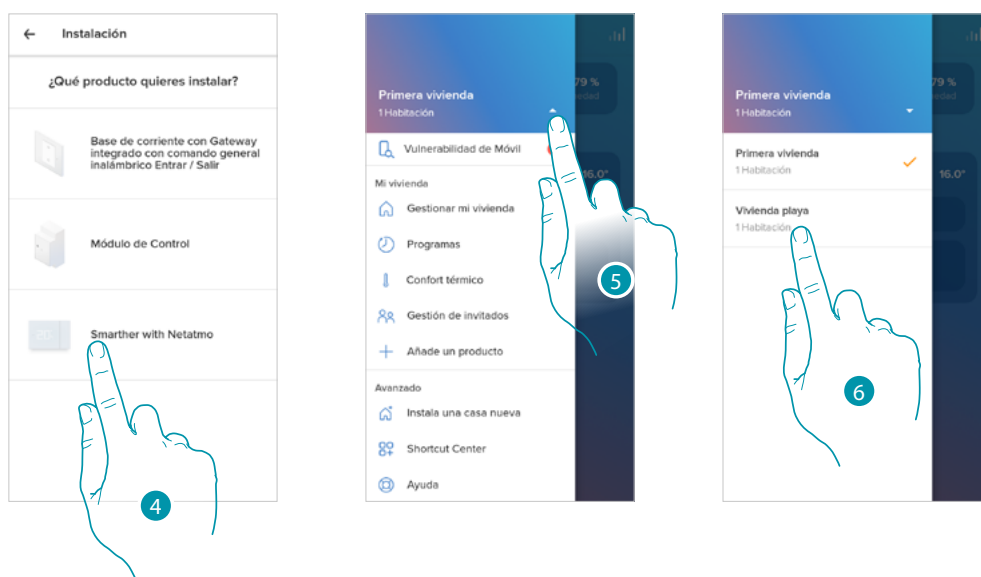 Instalación
¿Qué producto quieres instalar?
Base de corriente con Gateway
integrado con comando general
inalámbrico Entrar / Salir
Módulo de Control
Smarther with Netatmo
4
Primera vivienda
1 Habitación
79 %
Vulnerabilidad de Móvil
16.0°
Mi vivienda
Gestionar mi vivienda
Programas
Confort térmico
Gestión de invitados
Añade un producto
Avanzado
Instala una casa nueva
Shortcut Center
Ayuda
5
Primera vivienda
1 Habitación
79 %
Primera vivienda
1 Habitación
16.0°
Vivienda playa
1 Habitación
6